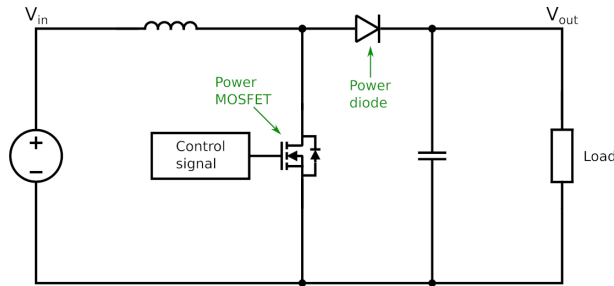 Vin
Vout
Power
MOSFET
Power
diode
Control
signal
Load
+
−